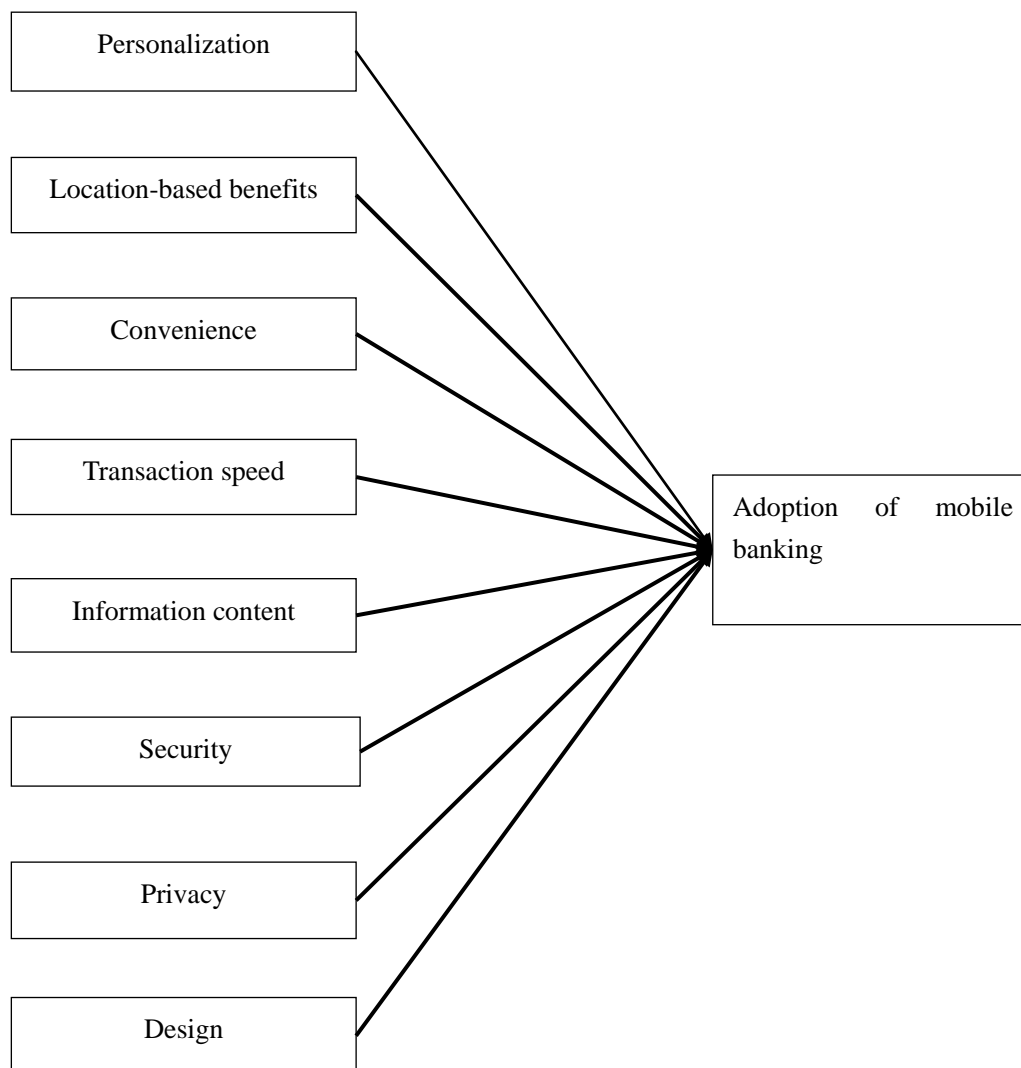 Personalization
Location-based benefits
Convenience
Transaction speed
Information content
Security
Privacy
Design
Adoption of mobile
banking